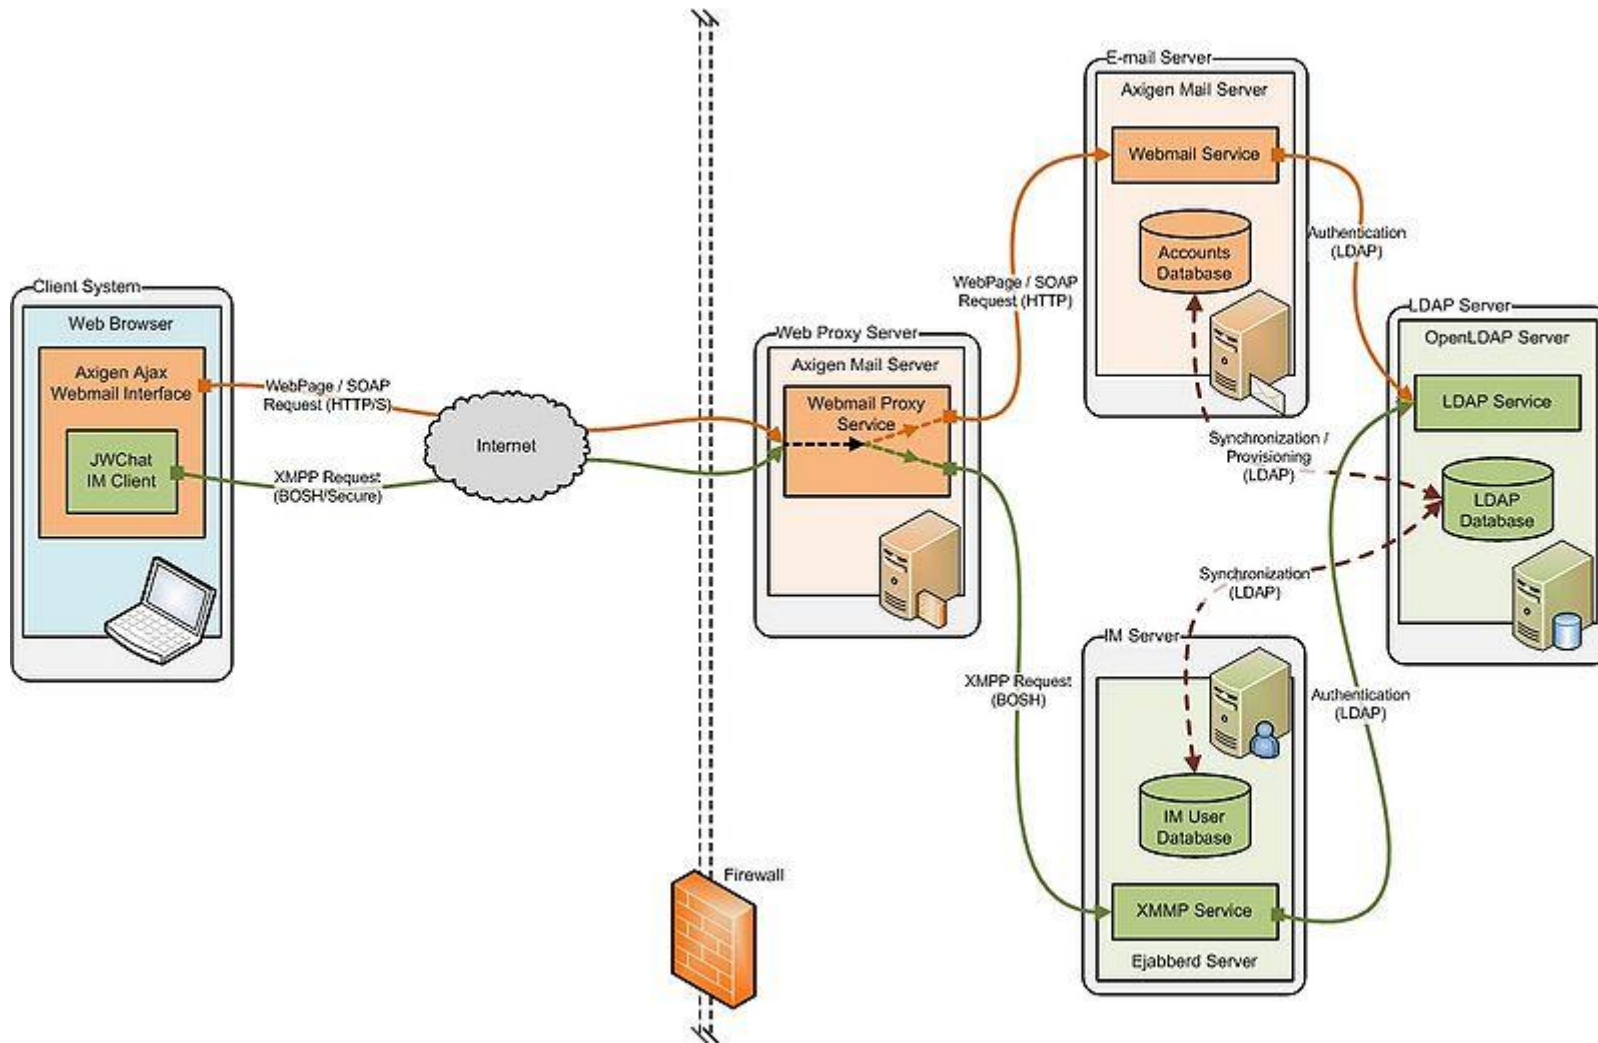 Client System
Web Browser
Axigen Ajax
Webmail Interface
JWChat
IM Client
WebPage / SOAP
Request (HTTP/S)
XMPP Request
(BOSH/Secure)
Internet
Firewall
Web Proxy Server
Axigen Mail Server
Webmail Proxy
Service
WebPage / SOAP
Request (HTTP)
XMPP Request
(BOSH)
E-mail Server
Axigen Mail Server
Webmail Service
Accounts
Database
Authentication
(LDAP)
Synchronization /
Provisioning
(LDAP)
Synchronization
(LDAP)
LDAP Server
OpenLDAP Server
LDAP Service
LDAP
Database
IM Server
IM User
Database
XMMP Service
Ejabberd Server
Authentication
(LDAP)